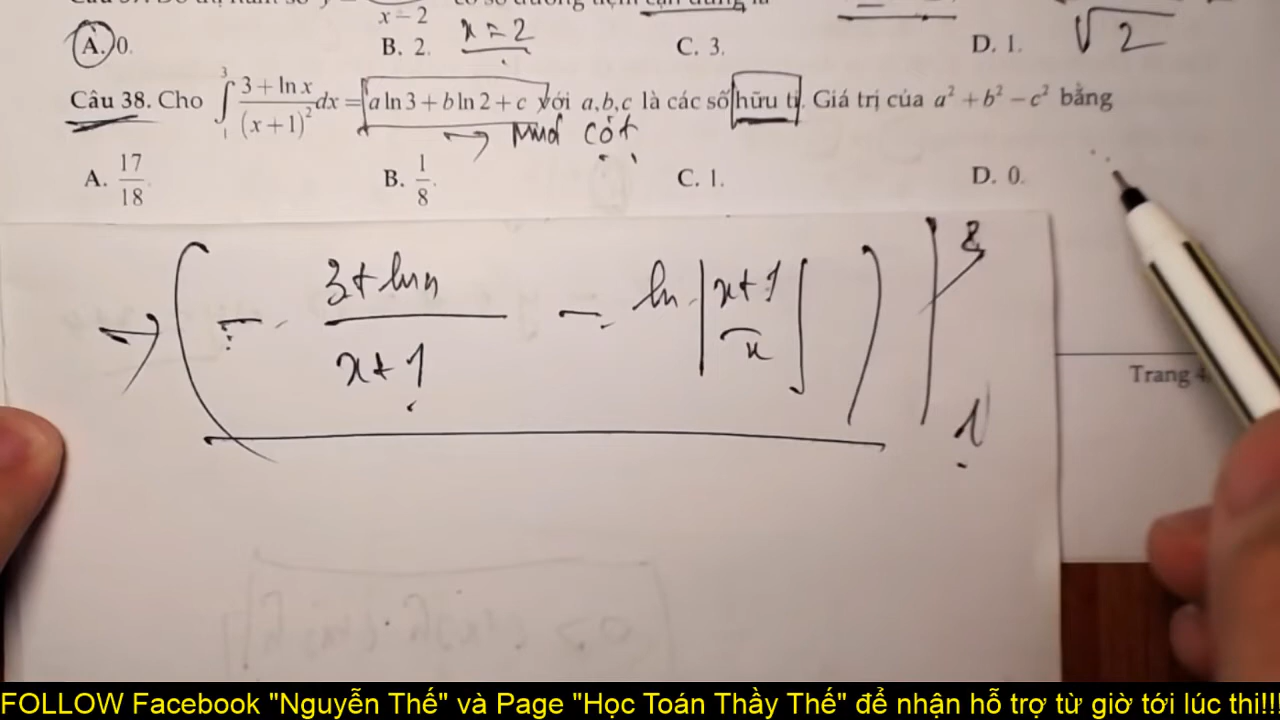 x − 2
A. 0. B. 2. x = 2 C. 3. D. 1. √2
Câu 38. Cho ∫₁³ (3 + ln x)/(x+1)² dx = a ln 3 + b ln 2 + c với a, b, c là các số hữu tỉ. Giá trị của a² + b² − c² bằng
A. 17/18. B. 1/8. C. 1. D. 0.
→ ( − (3 + ln x)/(x + 1) − ln |(x + 1)/x| ) |₁³
Trang
FOLLOW Facebook "Nguyễn Thế" và Page "Học Toán Thầy Thế" để nhận hỗ trợ từ giờ tới lúc thi!!!